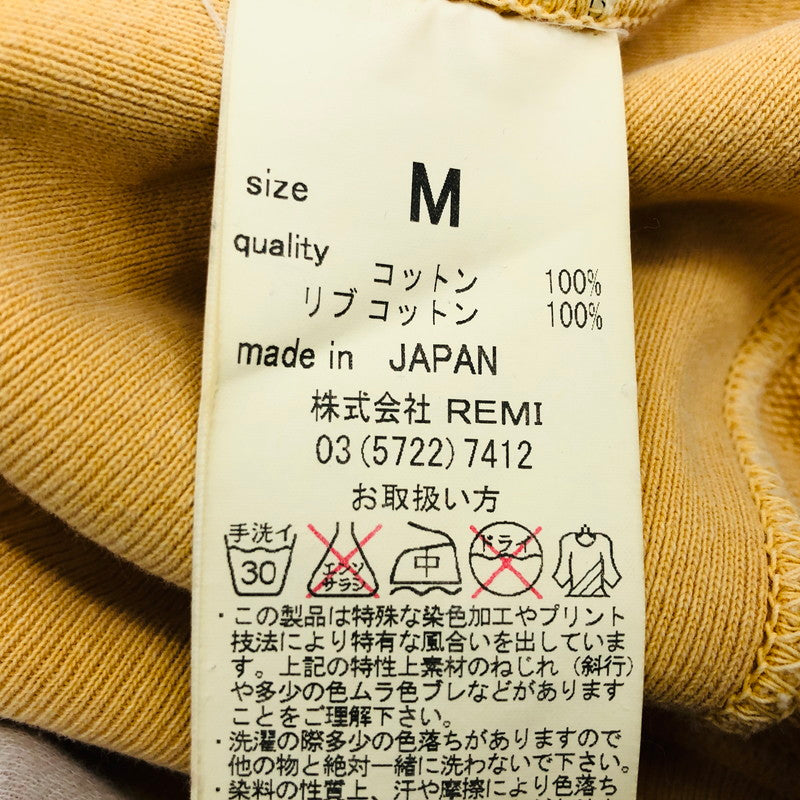 size M
quality
コットン 100%
リブコットン 100%
made in JAPAN
株式会社 REMI
03(5722)7412
お取扱い方
手洗イ 30 エンソサラシ 中 ドライ
・この製品は特殊な染色加工やプリント
技法により特有な風合いを出していま
す。上記の特性上素材のねじれ（斜行）
や多少の色ムラ色ブレなどがあります
ことをご理解下さい。
・洗濯の際多少の色落ちがありますので
他の物と絶対一緒に洗わないで下さい。
・染料の性質上、汗や摩擦により色落ち